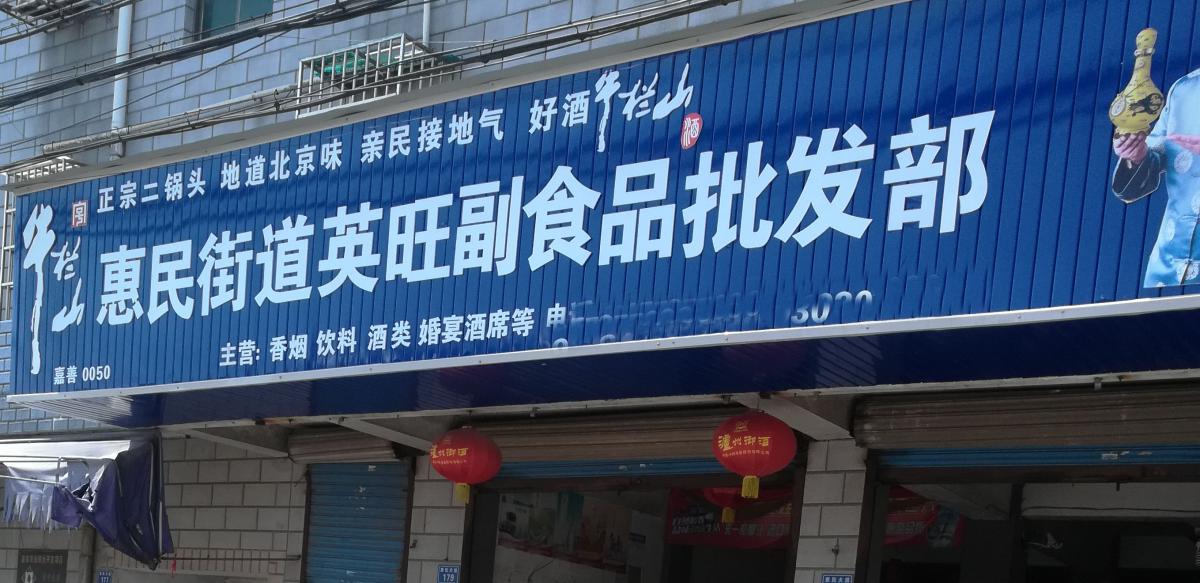 正宗二锅头 地道北京味 亲民接地气 好酒牛栏山
酒
牛栏山
惠民街道英旺副食品批发部
主营: 香烟 饮料 酒类 婚宴酒席等
3030
嘉善 0050
泸州御酒
泸州御酒
177
179